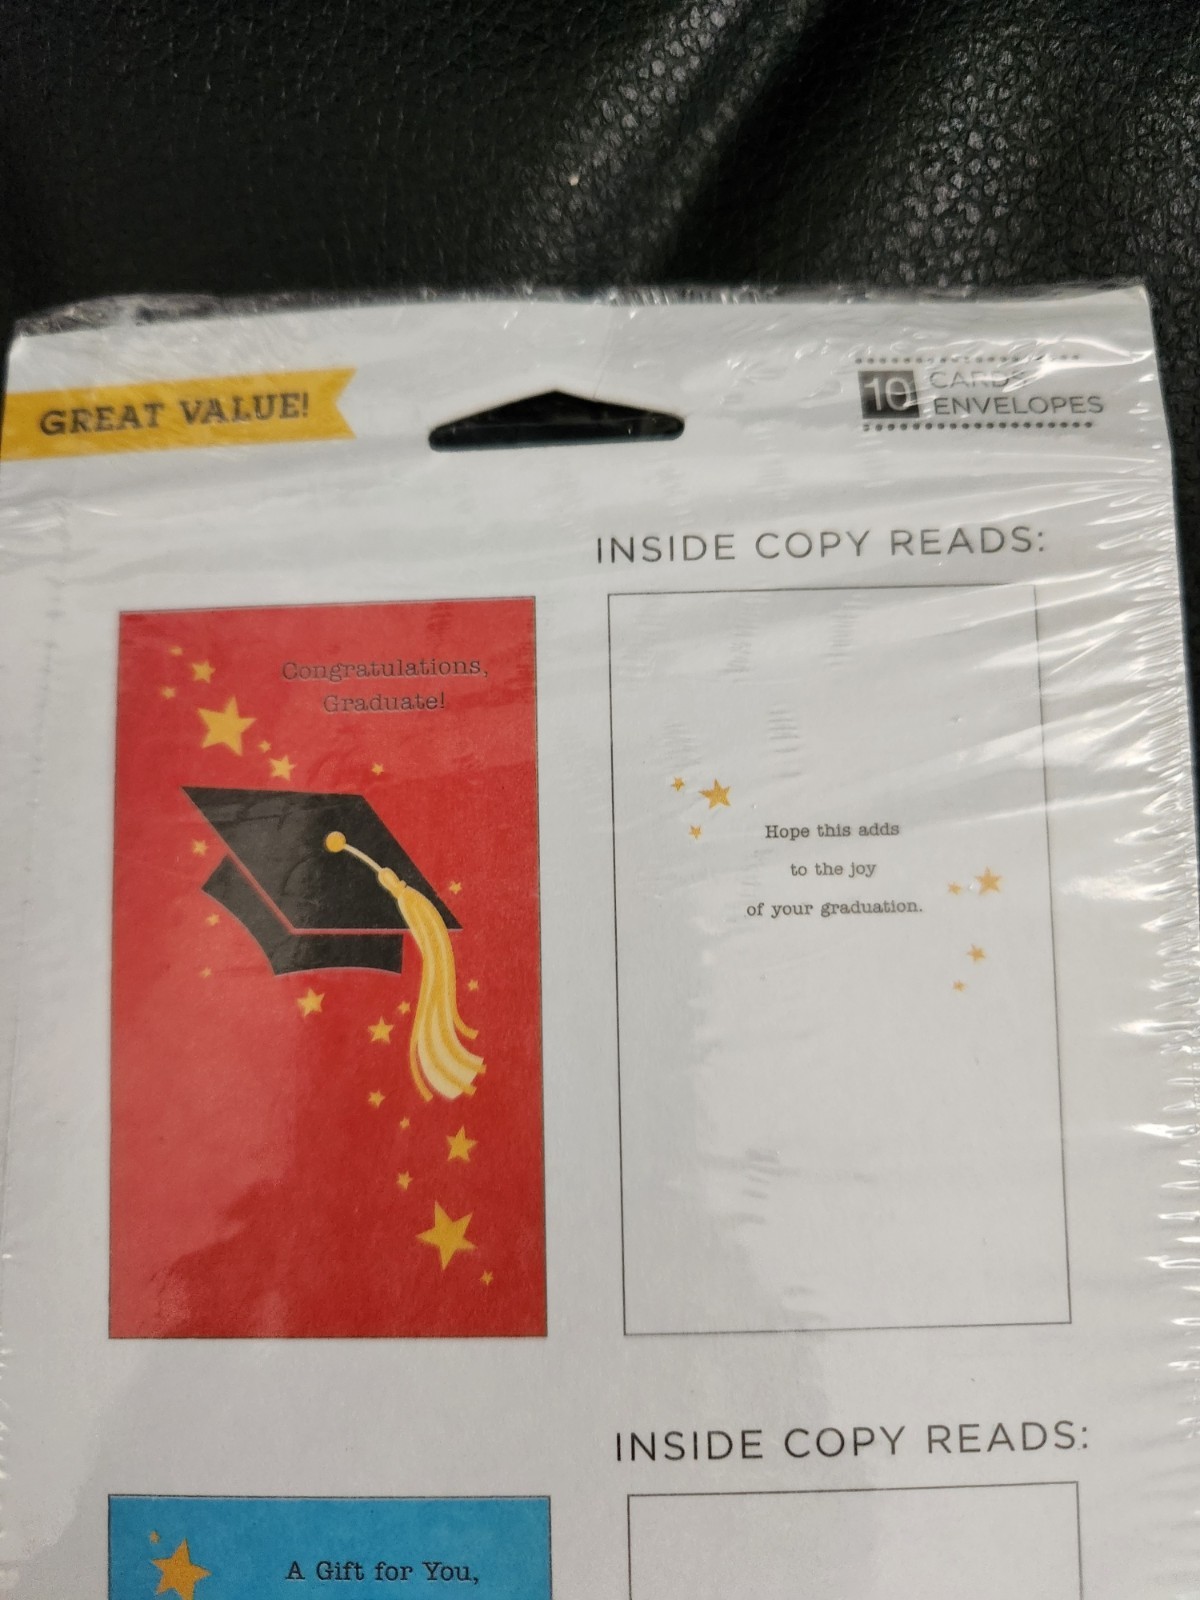 GREAT VALUE!
10 CARDS
ENVELOPES
INSIDE COPY READS:
Congratulations,
Graduate!
Hope this adds
to the joy
of your graduation.
INSIDE COPY READS:
A Gift for You,